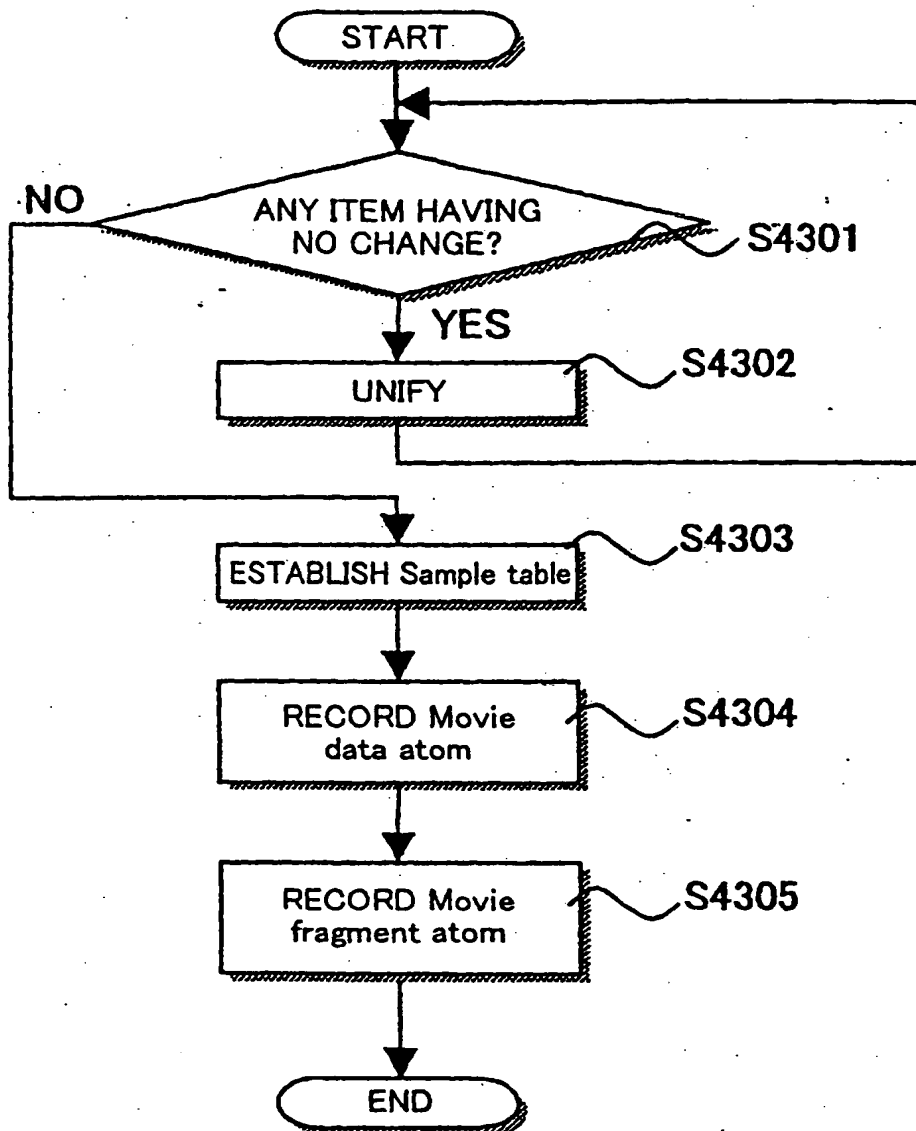 START
NO
ANY ITEM HAVING
NO CHANGE?
S4301
YES
S4302
UNIFY
S4303
ESTABLISH Sample table
S4304
RECORD Movie
data atom
S4305
RECORD Movie
fragment atom
END